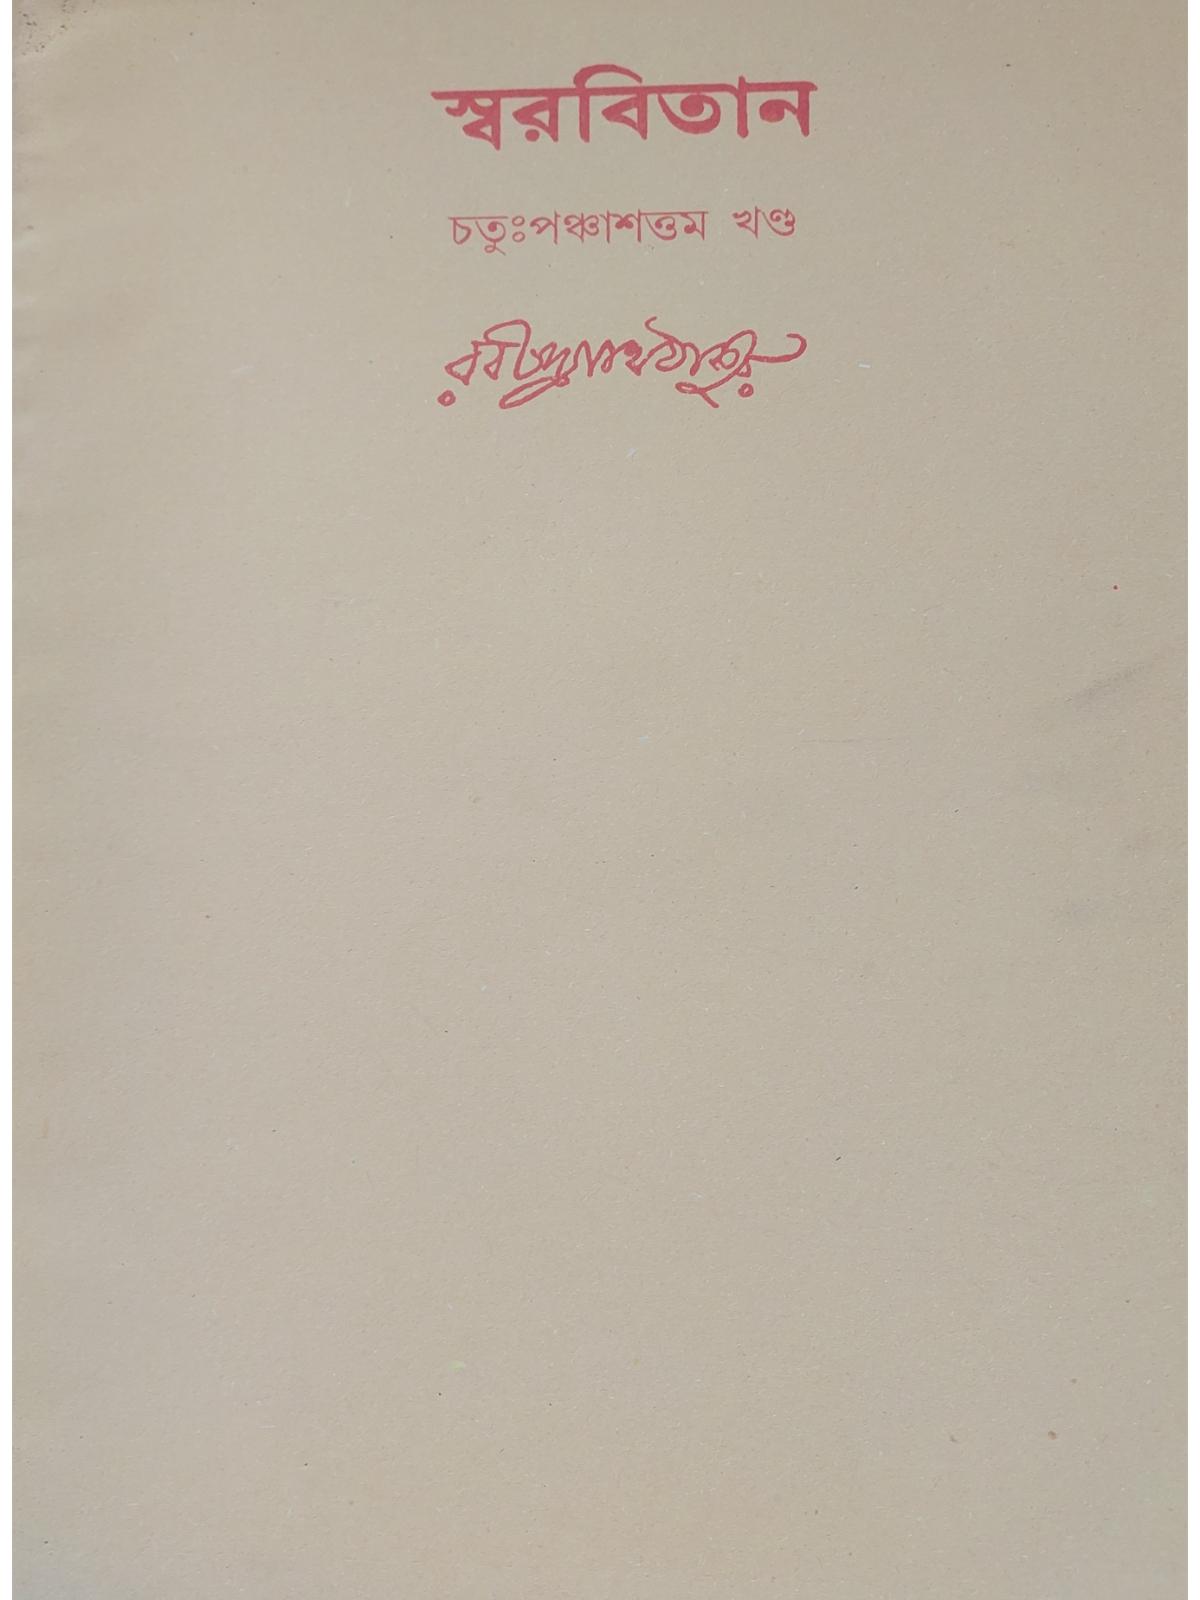 স্বরবিতান
চতুঃপঞ্চাশত্তম খণ্ড
রবীন্দ্রনাথ ঠাকুর